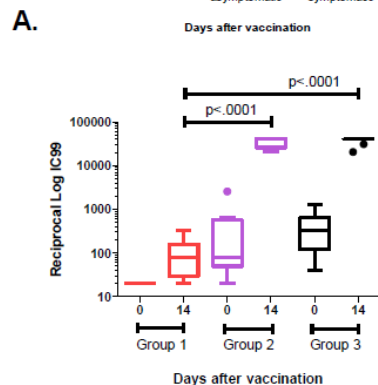 A.
Days after vaccination
p<.0001
p<.0001
Reciprocal Log IC99
100000
10000
1000
100
10
0 14 0 14 0 14
Group 1 Group 2 Group 3
Days after vaccination